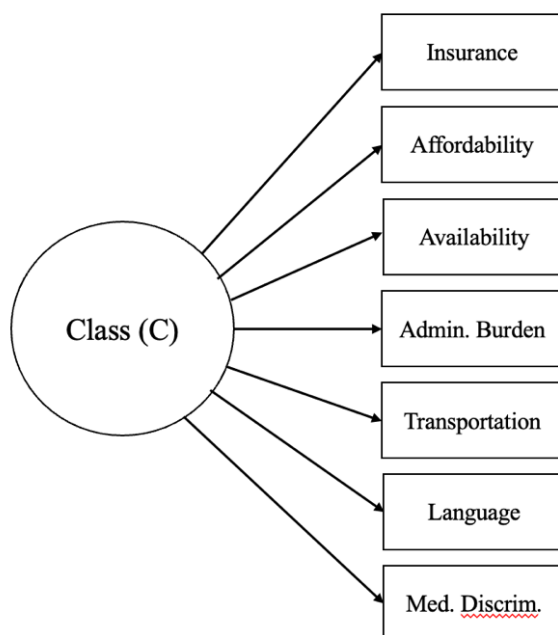 Insurance
Affordability
Availability
Class (C)
Admin. Burden
Transportation
Language
Med. Discrim.